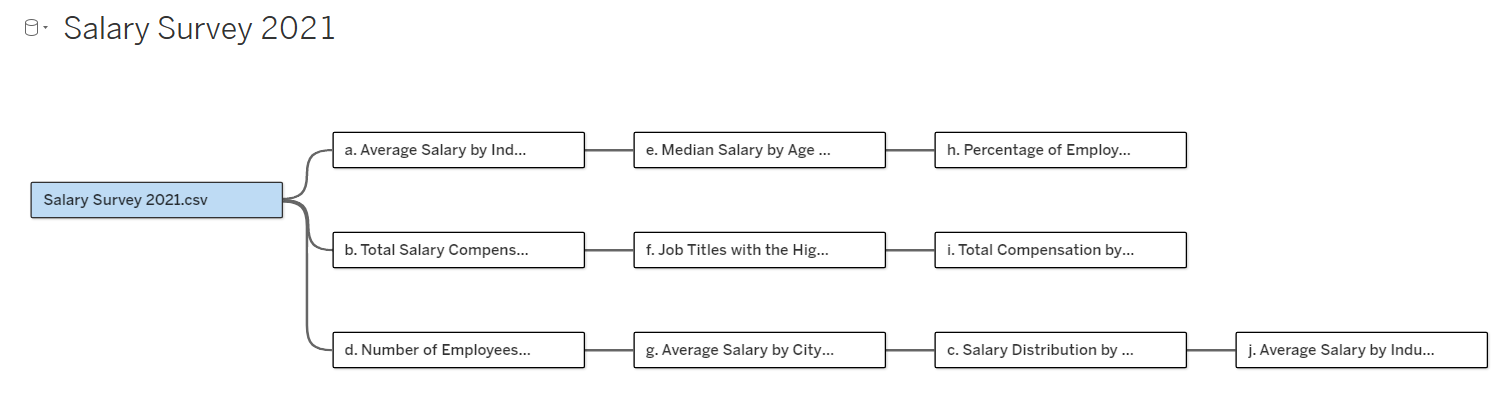 Salary Survey 2021
a. Average Salary by Ind...
e. Median Salary by Age ...
h. Percentage of Employ...
Salary Survey 2021.csv
b. Total Salary Compens...
f. Job Titles with the Hig...
i. Total Compensation by...
d. Number of Employees...
g. Average Salary by City...
c. Salary Distribution by ...
j. Average Salary by Indu...